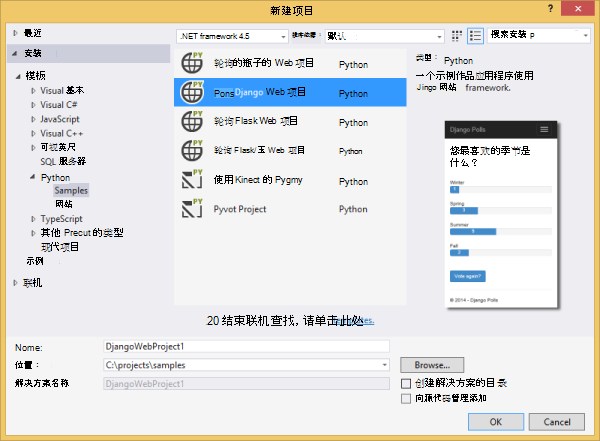 新建项目
最近
.NET framework 4.5
默认
搜索安装 p
安装
模板
Visual 基本
Visual C#
JavaScript
Visual C++
可视英尺
SQL 服务器
Python
Samples
网站
TypeScript
其他 Precut 的类型
现代项目
示例
联机
轮询的瓶子的 Web 项目 Python
Pons Django Web 项目 Python
轮询 Flask Web 项目 Python
轮询 Flask/玉 Web 项目 Python
使用 Kinect 的 Pygmy Python
Pyvot Project Python
类型： Python
一个示例作品应用程序使用
Jingo 网站 framework.
Django Polls
您最喜欢的季节是
什么？
Winter
Spring
Summer
Fall
Vote again?
© 2014 - Django Polls
20 结束联机查找, 请单击此处
Nome: DjangoWebProject1
位置： C:\projects\samples Browse...
解决方案名称 DjangoWebProject1
创建解决方案的目录
向源代码管理添加
OK Cancel